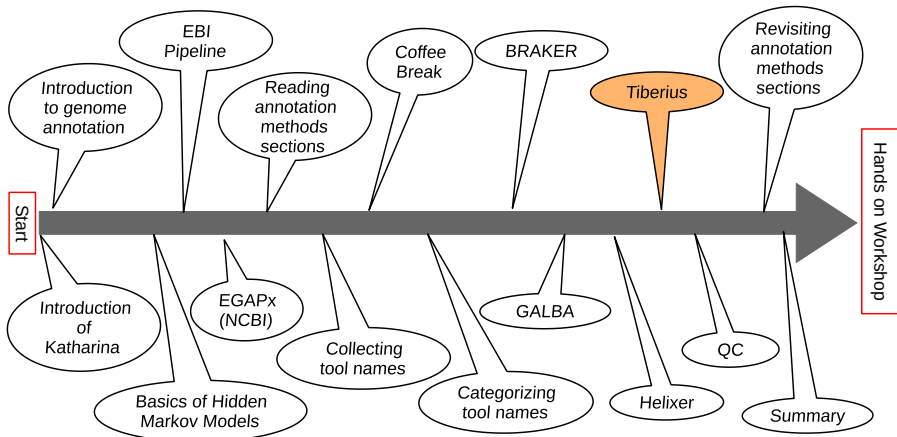 Start
Introduction
of
Katharina
Introduction
to genome
annotation
Basics of Hidden
Markov Models
EBI
Pipeline
EGAPx
(NCBI)
Reading
annotation
methods
sections
Collecting
tool names
Coffee
Break
Categorizing
tool names
BRAKER
GALBA
Helixer
Tiberius
QC
Revisiting
annotation
methods
sections
Summary
Hands on Workshop